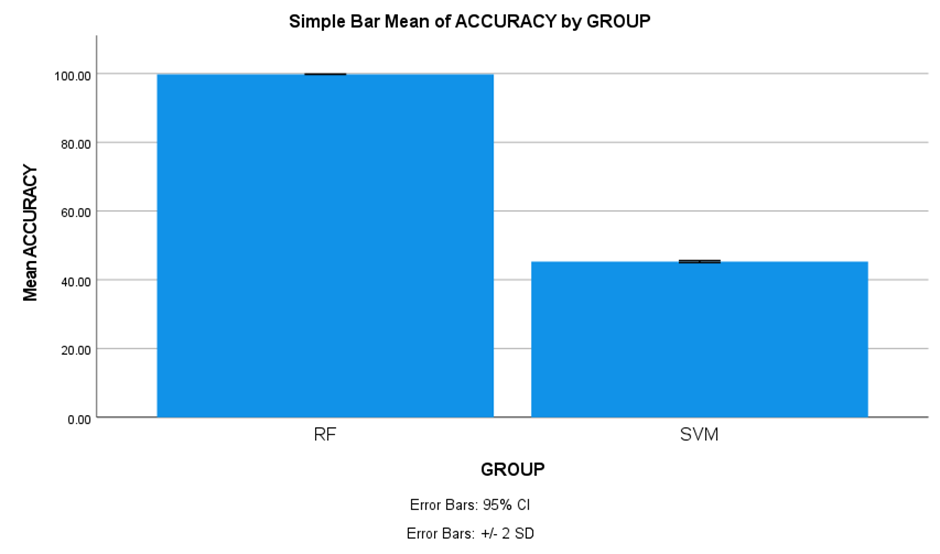 Simple Bar Mean of ACCURACY by GROUP
Mean ACCURACY
100.00
80.00
60.00
40.00
20.00
0.00
RF SVM
GROUP
Error Bars: 95% CI
Error Bars: +/- 2 SD